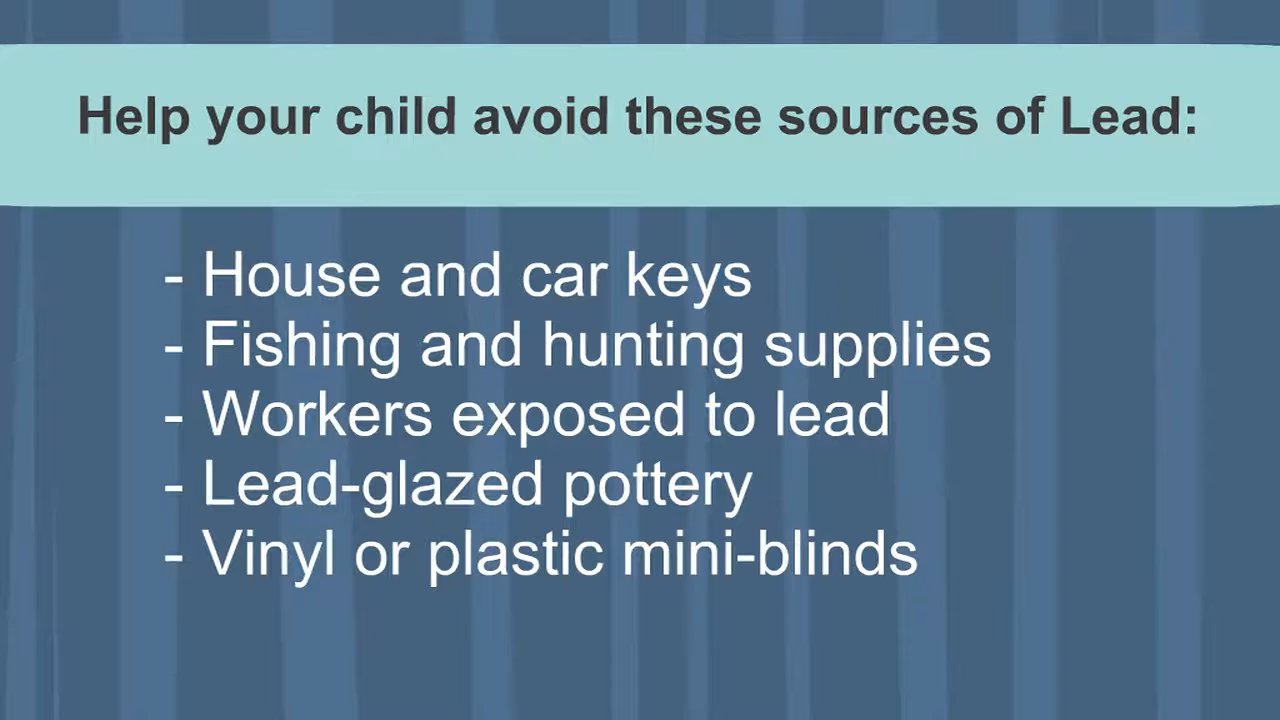 Help your child avoid these sources of Lead:
- House and car keys
- Fishing and hunting supplies
- Workers exposed to lead
- Lead-glazed pottery
- Vinyl or plastic mini-blinds